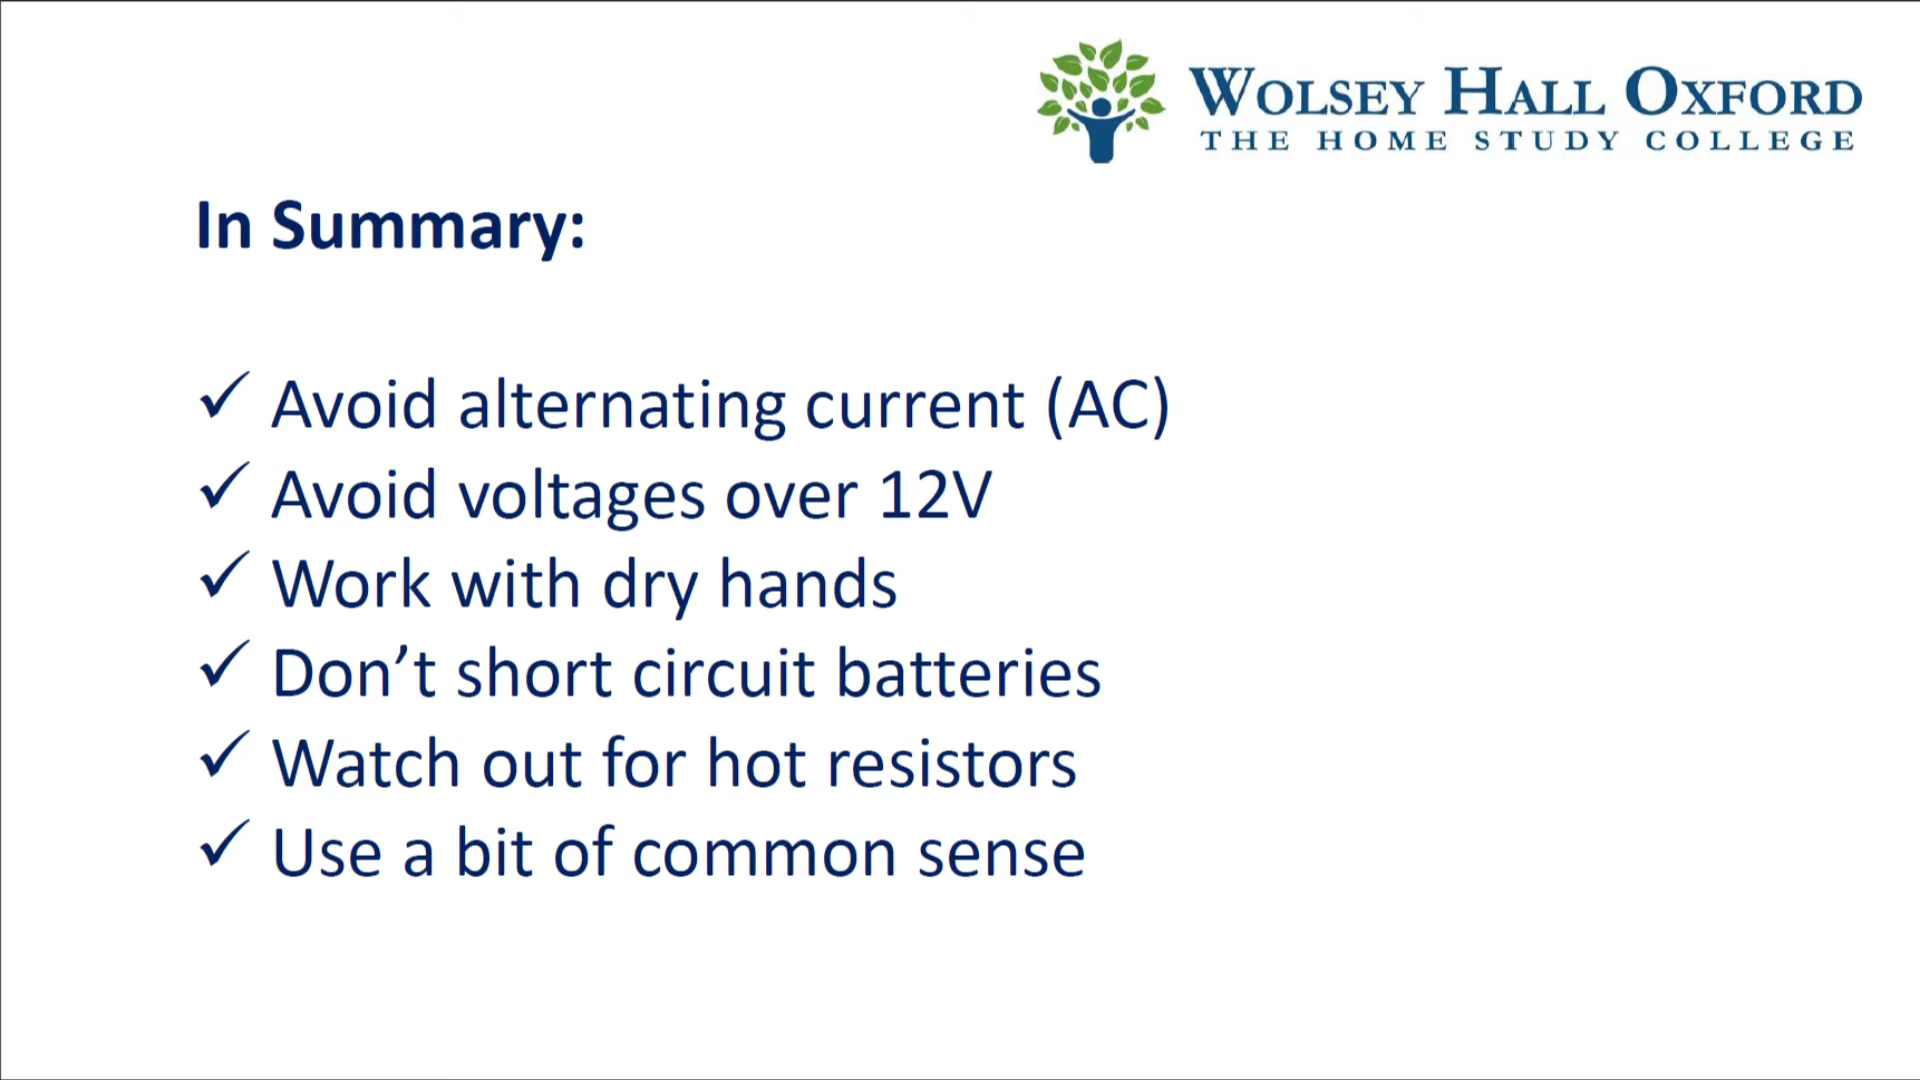 WOLSEY HALL OXFORD
THE HOME STUDY COLLEGE
In Summary:
✓ Avoid alternating current (AC)
✓ Avoid voltages over 12V
✓ Work with dry hands
✓ Don’t short circuit batteries
✓ Watch out for hot resistors
✓ Use a bit of common sense